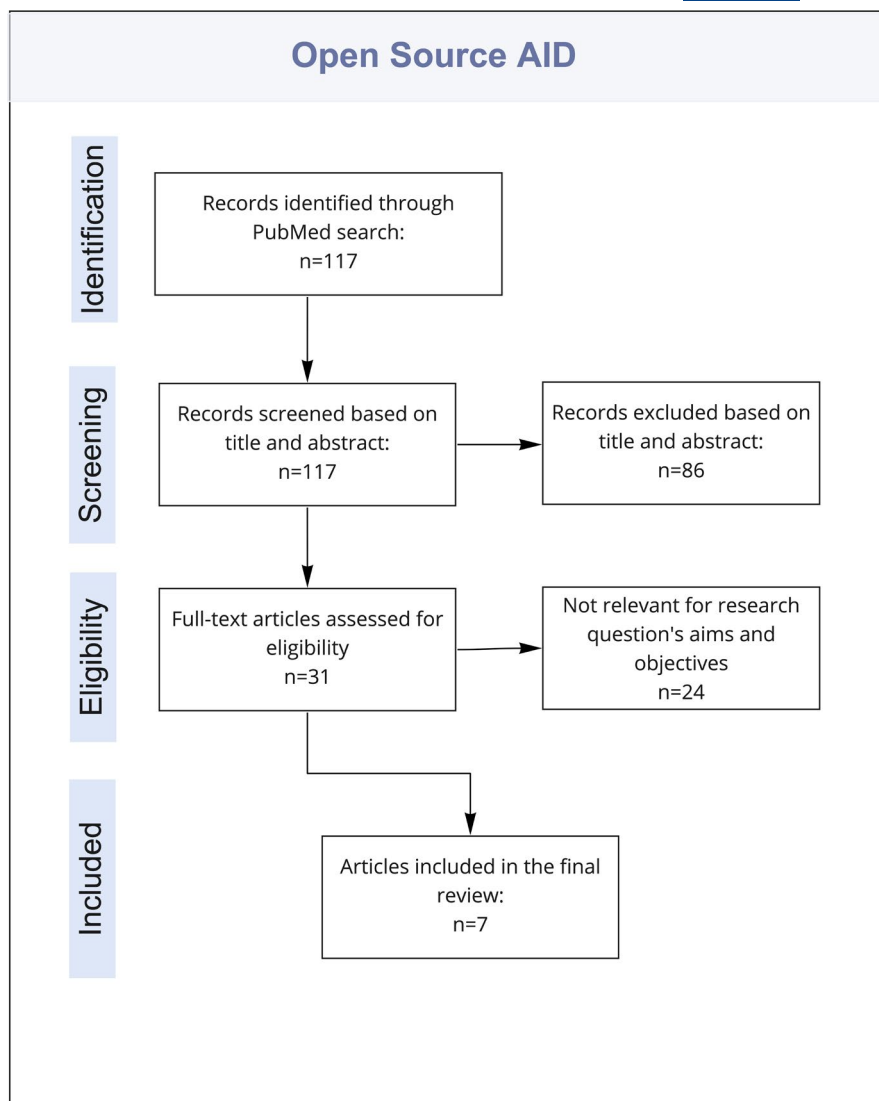 Open Source AID
Identification
Records identified through
PubMed search:
n=117
Screening
Records screened based on
title and abstract:
n=117
Records excluded based on
title and abstract:
n=86
Eligibility
Full-text articles assessed for
eligibility
n=31
Not relevant for research
question's aims and
objectives
n=24
Included
Articles included in the final
review:
n=7